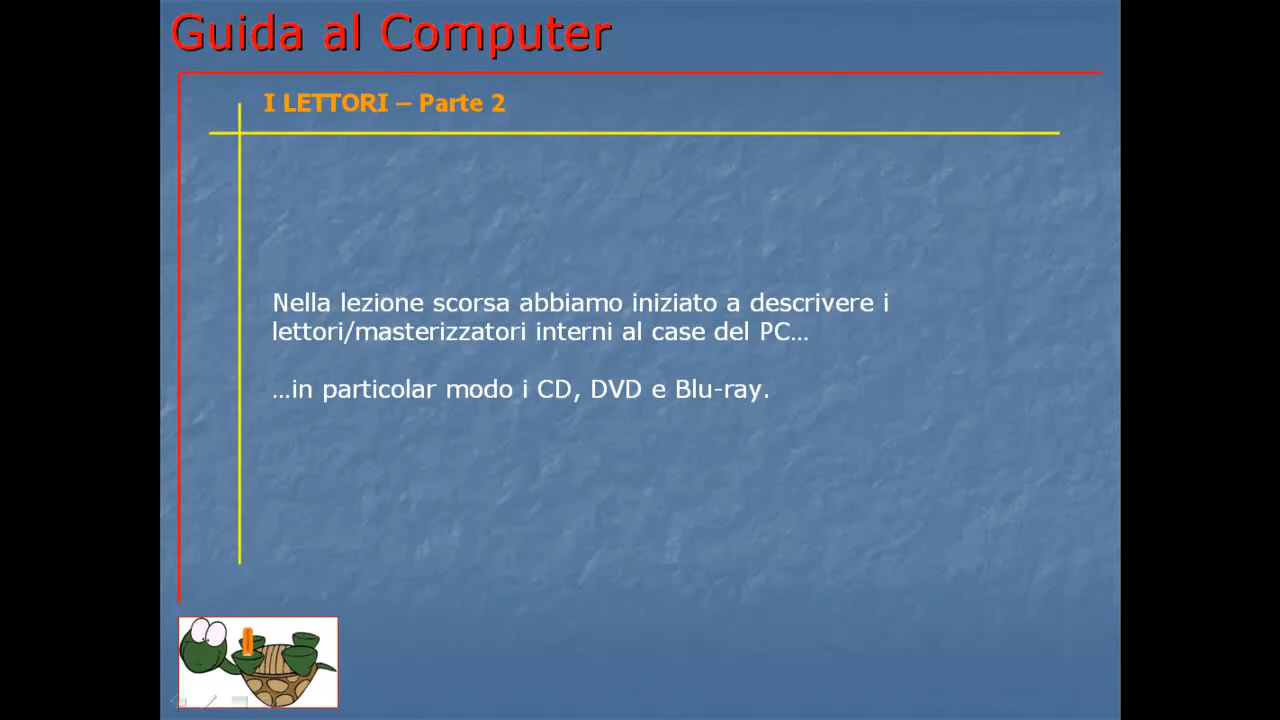 Guida al Computer
I LETTORI – Parte 2
Nella lezione scorsa abbiamo iniziato a descrivere i
lettori/masterizzatori interni al case del PC…
…in particolar modo i CD, DVD e Blu-ray.